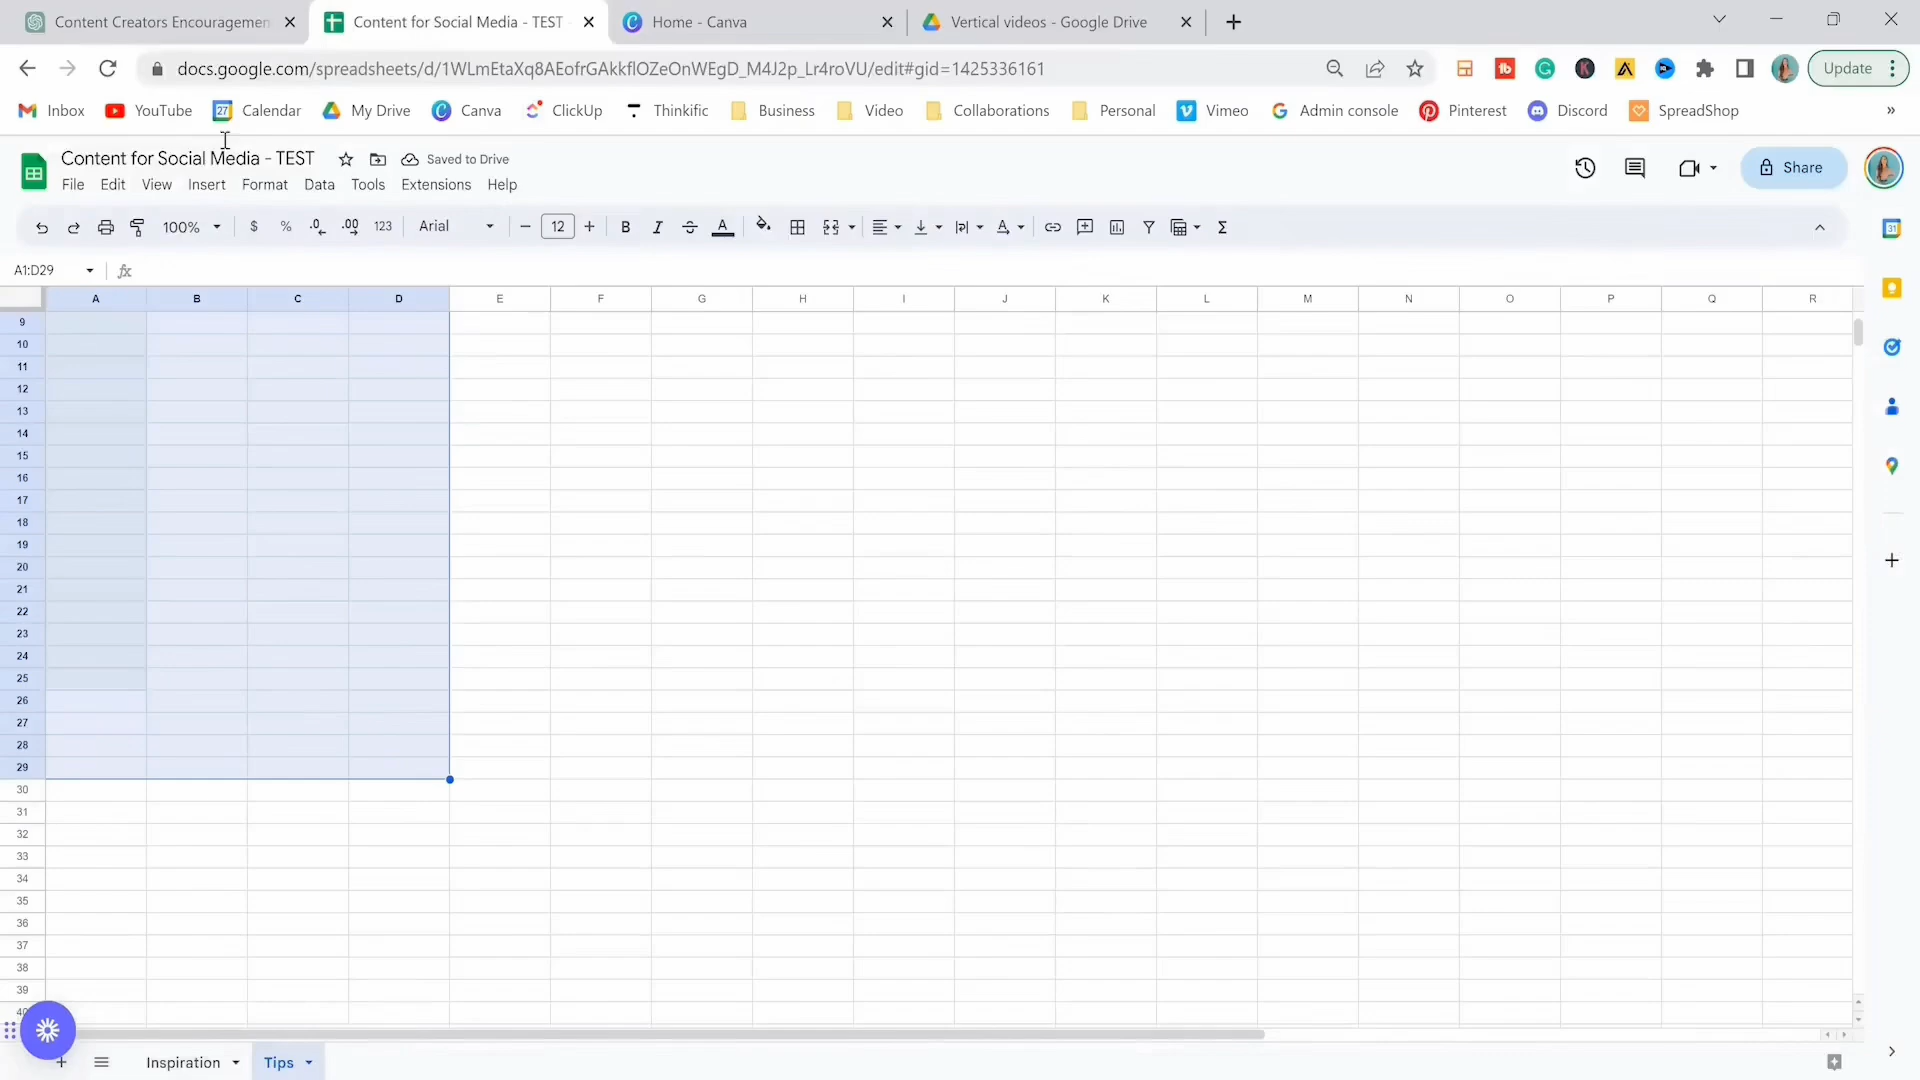 Content Creators Encouragemen
Content for Social Media - TEST
Home - Canva
Vertical videos - Google Drive
docs.google.com/spreadsheets/d/1WLmEtaXq8AEofrGAkkflOZeOnWEgD_M4J2p_Lr4roVU/edit#gid=1425336161
Update
Inbox YouTube 27 Calendar My Drive Canva ClickUp Thinkific Business Video Collaborations Personal Vimeo Admin console Pinterest Discord SpreadShop »
Content for Social Media - TEST Saved to Drive
File Edit View Insert Format Data Tools Extensions Help
Share
100% $ % .0 .00 123 Arial - 12 + B I S A Σ
31
A1:D29 fx
A B C D E F G H I J K L M N O P Q R
9
10
11
12
13
14
15
16
17
18
19
20
21
22
23
24
25
26
27
28
29
30
31
32
33
34
35
36
37
38
39
40
Inspiration Tips